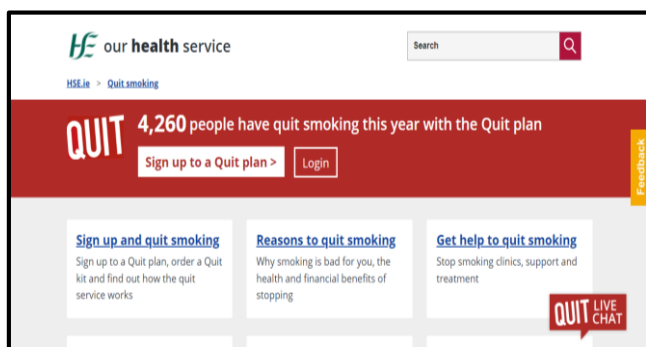 HE our health service
Search
HSE.ie > Quit smoking
QUIT
4,260 people have quit smoking this year with the Quit plan
Sign up to a Quit plan >
Login
Feedback
Sign up and quit smoking
Sign up to a Quit plan, order a Quit
kit and find out how the quit
service works
Reasons to quit smoking
Why smoking is bad for you, the
health and financial benefits of
stopping
Get help to quit smoking
Stop smoking clinics, support and
treatment
QUIT LIVE
CHAT